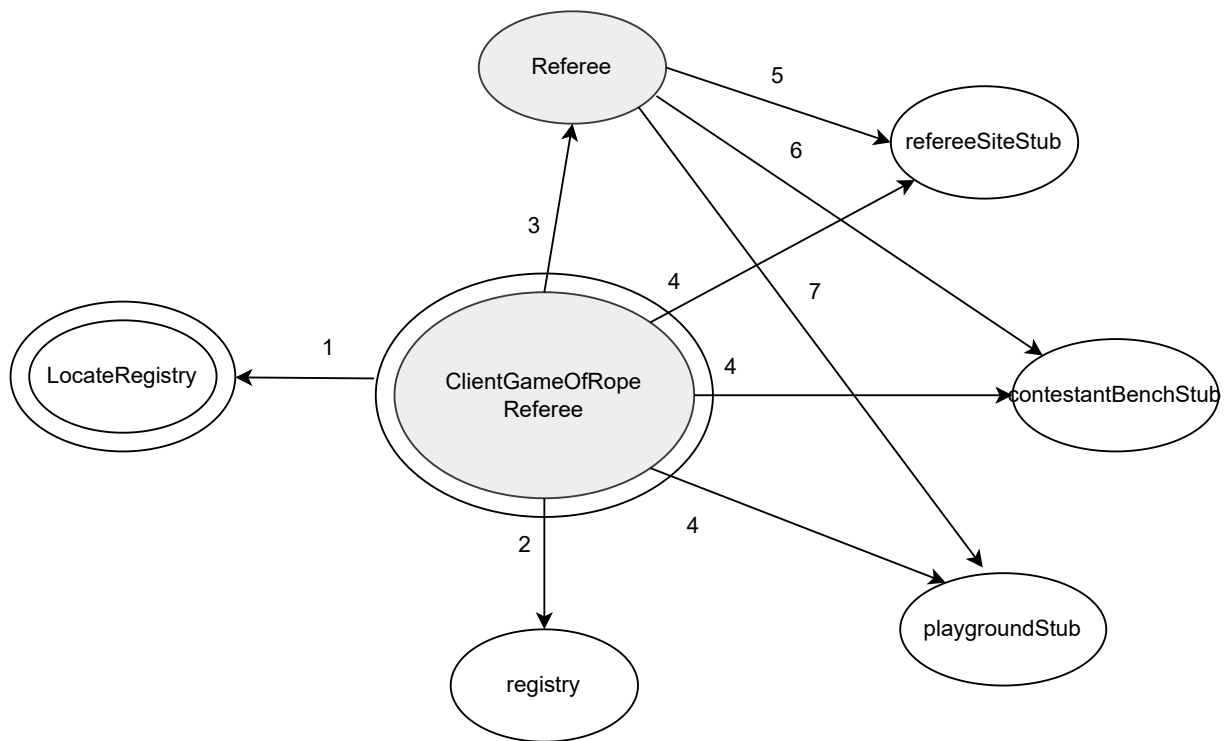 Referee
5
refereeSiteStub
6
3
4
7
1
LocateRegistry
ClientGameOfRope
Referee
4
contestantBenchStub
2
4
playgroundStub
registry